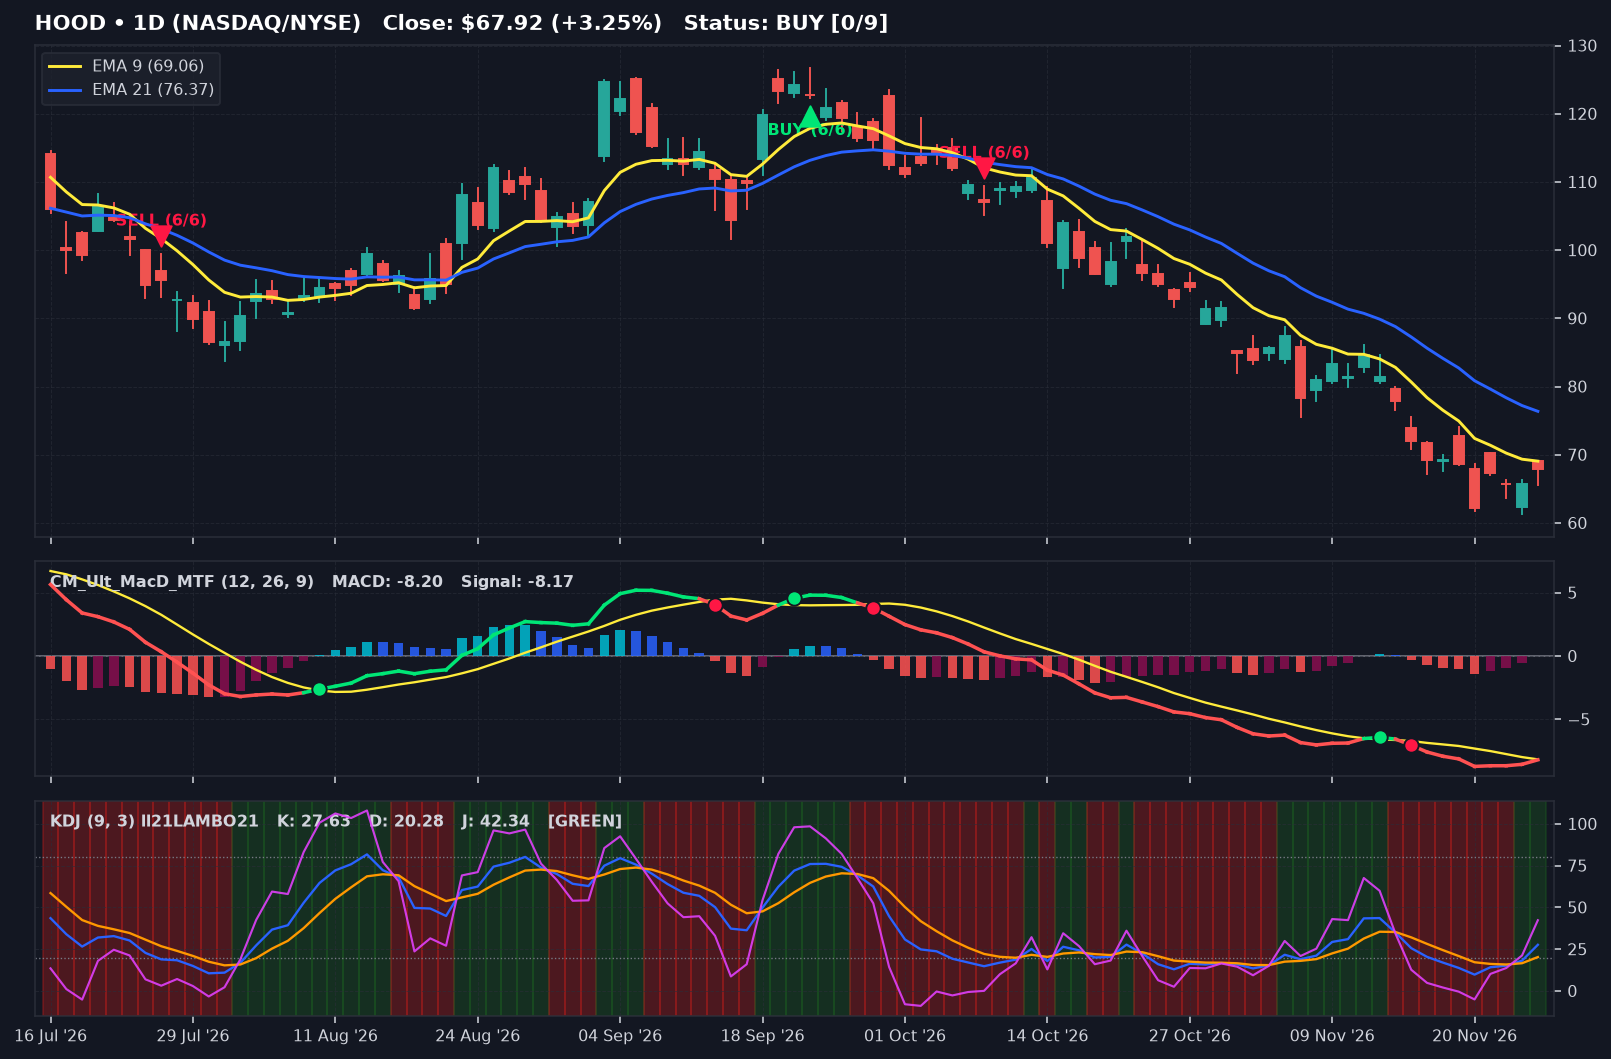 HOOD • 1D (NASDAQ/NYSE)   Close: $67.92 (+3.25%)   Status: BUY [0/9]
EMA 9 (69.06)
EMA 21 (76.37)
130
120
110
100
90
80
70
60
SELL (6/6)
BUY (6/6)
SELL (6/6)
CM_Ult_MacD_MTF (12, 26, 9)   MACD: -8.20   Signal: -8.17
5
0
−5
KDJ (9, 3) II21LAMBO21   K: 27.63   D: 20.28   J: 42.34   [GREEN]
100
75
50
25
0
16 Jul '26
29 Jul '26
11 Aug '26
24 Aug '26
04 Sep '26
18 Sep '26
01 Oct '26
14 Oct '26
27 Oct '26
09 Nov '26
20 Nov '26